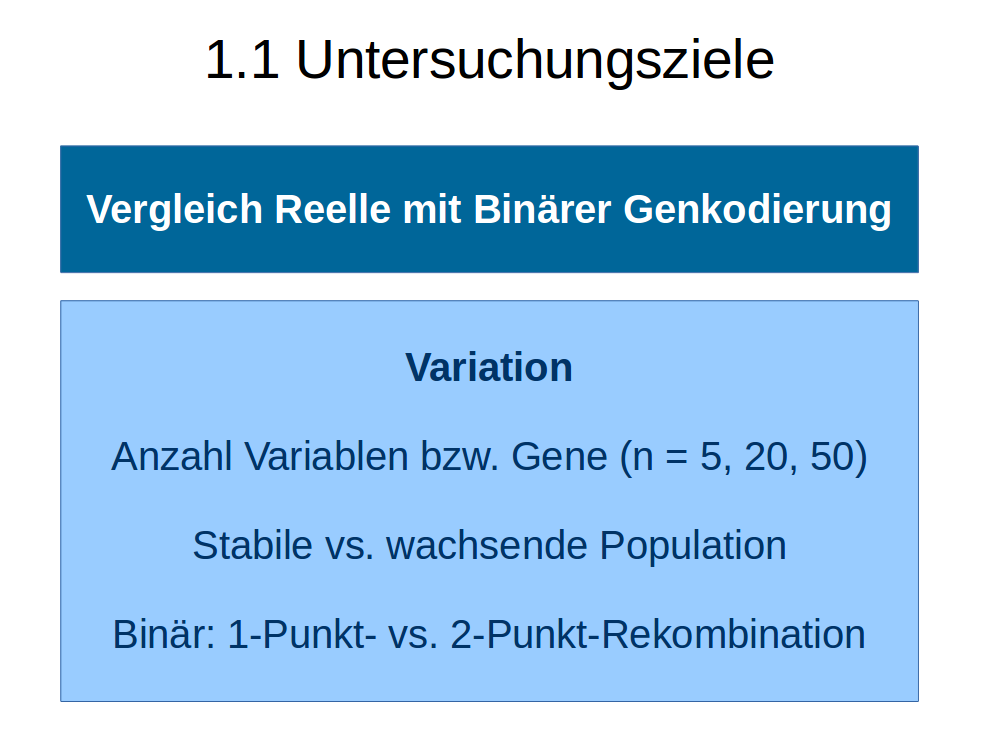 1.1 Untersuchungsziele
Vergleich Reelle mit Binärer Genkodierung
Variation
Anzahl Variablen bzw. Gene (n = 5, 20, 50)
Stabile vs. wachsende Population
Binär: 1-Punkt- vs. 2-Punkt-Rekombination